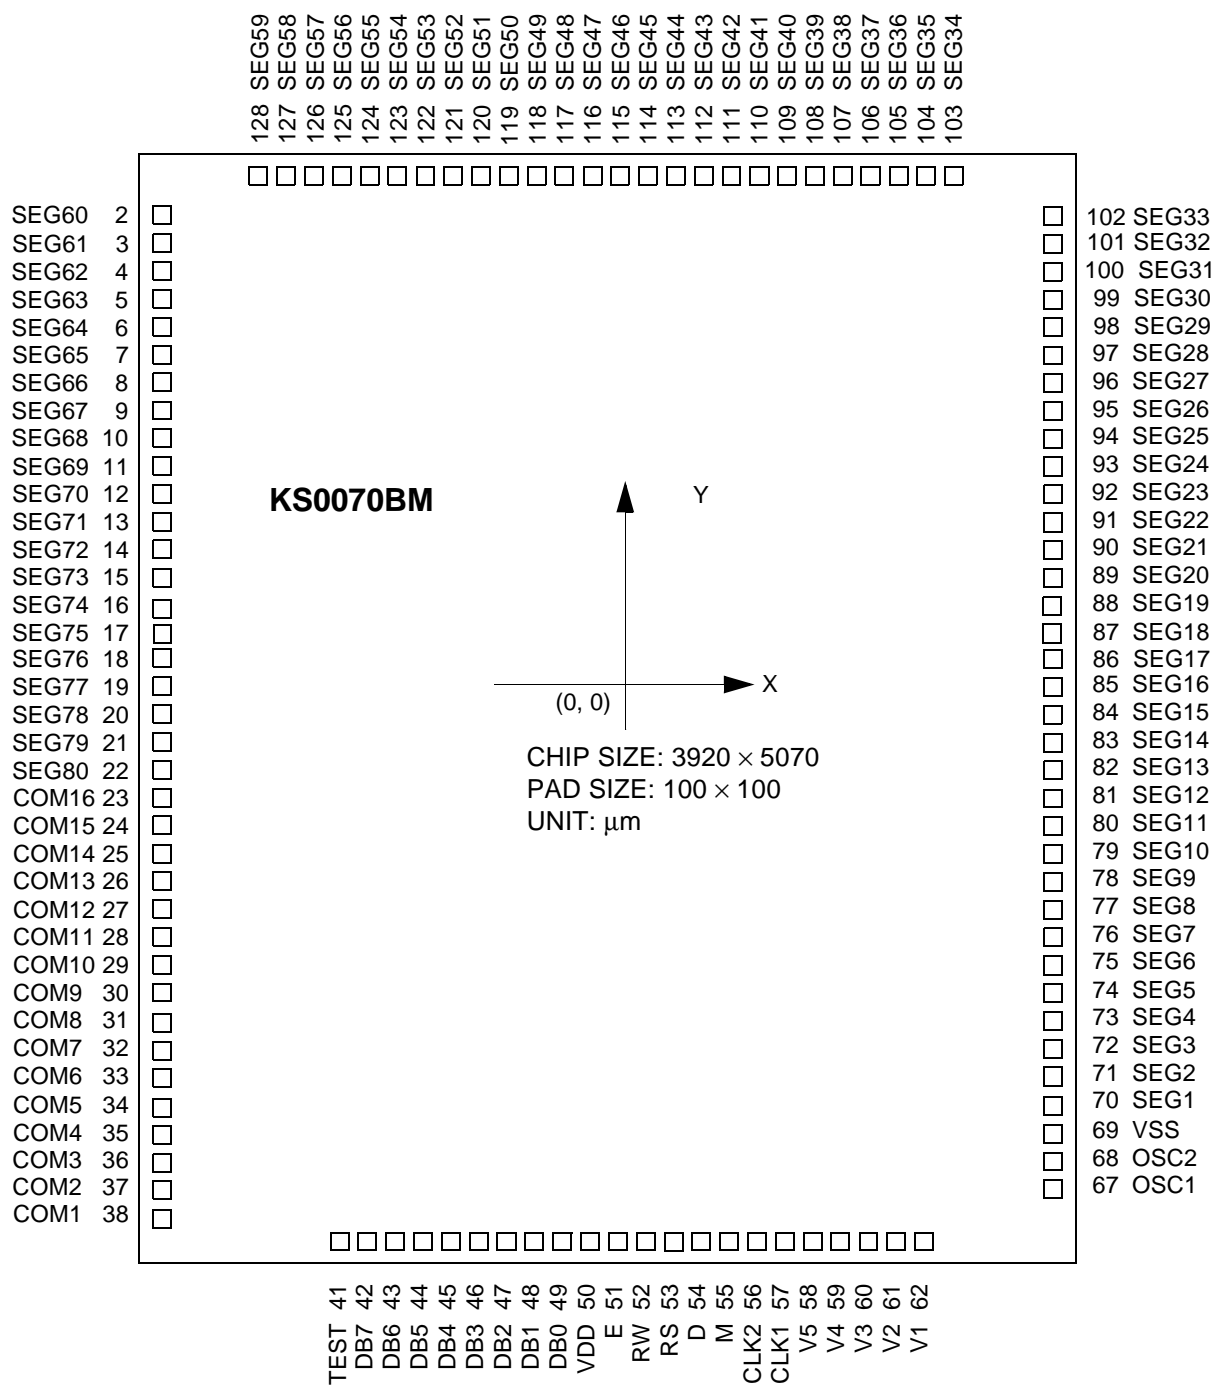 128 SEG59
127 SEG58
126 SEG57
125 SEG56
124 SEG55
123 SEG54
122 SEG53
121 SEG52
120 SEG51
119 SEG50
118 SEG49
117 SEG48
116 SEG47
115 SEG46
114 SEG45
113 SEG44
112 SEG43
111 SEG42
110 SEG41
109 SEG40
108 SEG39
107 SEG38
106 SEG37
105 SEG36
104 SEG35
103 SEG34
SEG60 2
SEG61 3
SEG62 4
SEG63 5
SEG64 6
SEG65 7
SEG66 8
SEG67 9
SEG68 10
SEG69 11
SEG70 12
SEG71 13
SEG72 14
SEG73 15
SEG74 16
SEG75 17
SEG76 18
SEG77 19
SEG78 20
SEG79 21
SEG80 22
COM16 23
COM15 24
COM14 25
COM13 26
COM12 27
COM11 28
COM10 29
COM9 30
COM8 31
COM7 32
COM6 33
COM5 34
COM4 35
COM3 36
COM2 37
COM1 38
KS0070BM
Y
X
(0, 0)
CHIP SIZE: 3920 × 5070
PAD SIZE: 100 × 100
UNIT: μm
102 SEG33
101 SEG32
100 SEG31
99 SEG30
98 SEG29
97 SEG28
96 SEG27
95 SEG26
94 SEG25
93 SEG24
92 SEG23
91 SEG22
90 SEG21
89 SEG20
88 SEG19
87 SEG18
86 SEG17
85 SEG16
84 SEG15
83 SEG14
82 SEG13
81 SEG12
80 SEG11
79 SEG10
78 SEG9
77 SEG8
76 SEG7
75 SEG6
74 SEG5
73 SEG4
72 SEG3
71 SEG2
70 SEG1
69 VSS
68 OSC2
67 OSC1
TEST 41
DB7 42
DB6 43
DB5 44
DB4 45
DB3 46
DB2 47
DB1 48
DB0 49
VDD 50
E 51
RW 52
RS 53
D 54
M 55
CLK2 56
CLK1 57
V5 58
V4 59
V3 60
V2 61
V1 62